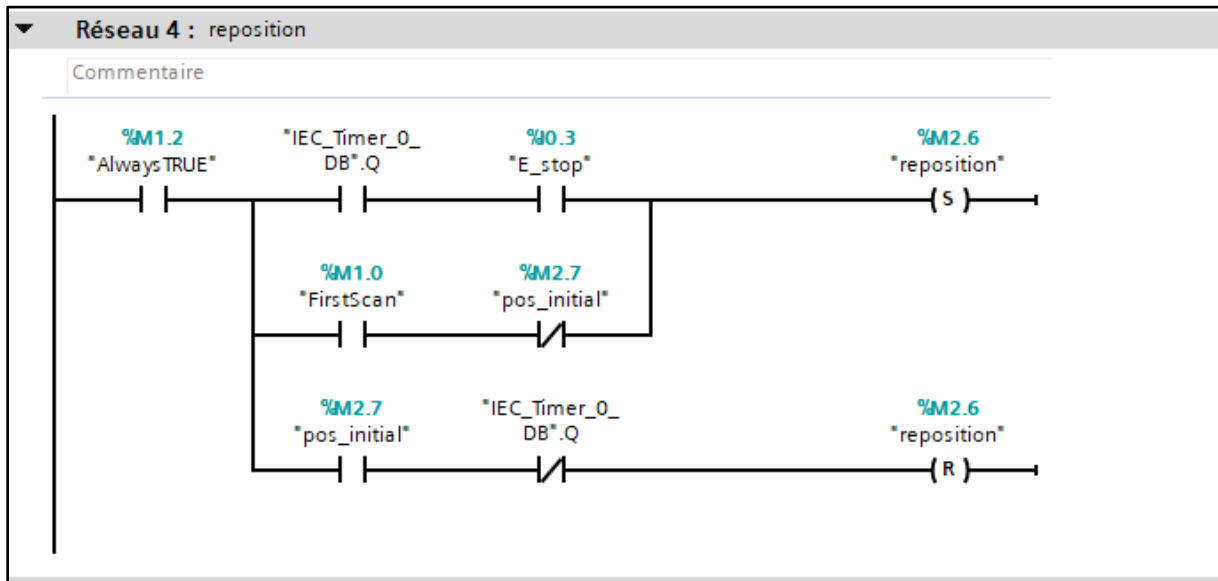 Réseau 4 : reposition
Commentaire
%M1.2
"AlwaysTRUE"
"IEC_Timer_0_
DB".Q
%I0.3
"E_stop"
%M2.6
"reposition"
S
%M1.0
"FirstScan"
%M2.7
"pos_initial"
%M2.7
"pos_initial"
"IEC_Timer_0_
DB".Q
%M2.6
"reposition"
R